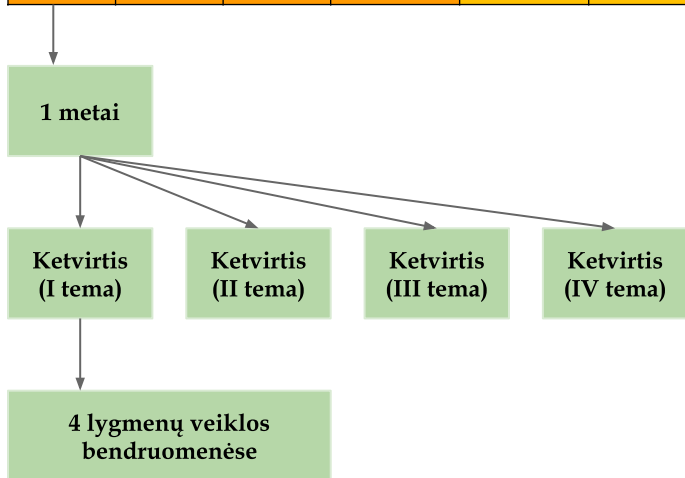 1 metai
Ketvirtis
(I tema)
Ketvirtis
(II tema)
Ketvirtis
(III tema)
Ketvirtis
(IV tema)
4 lygmenų veiklos
bendruomenėse